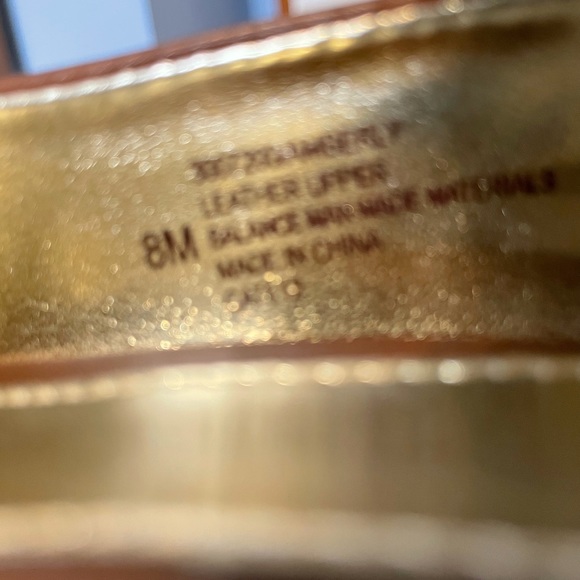 LEATHER UPPER
8M BALANCE MAN MADE MATERIALS
MADE IN CHINA